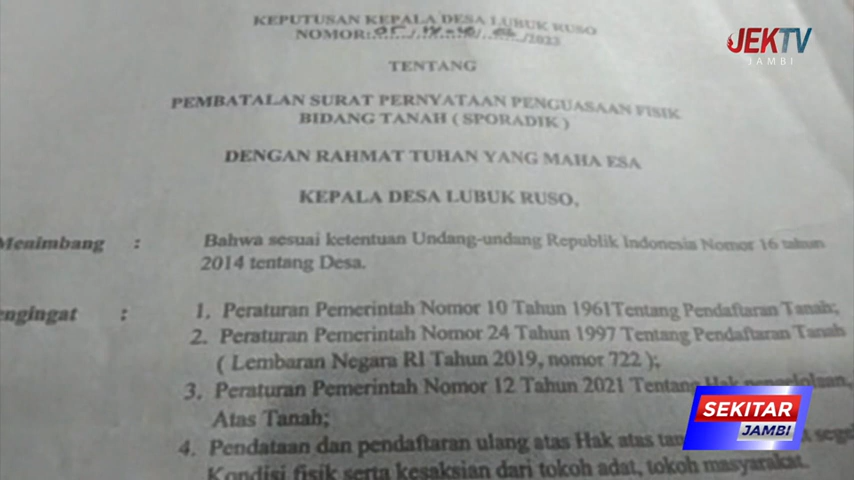 KEPUTUSAN KEPALA DESA LUBUK RUSO
NOMOR: /2023
TENTANG
PEMBATALAN SURAT PERNYATAAN PENGUASAAN FISIK
BIDANG TANAH ( SPORADIK )
DENGAN RAHMAT TUHAN YANG MAHA ESA
KEPALA DESA LUBUK RUSO,
Menimbang : Bahwa sesuai ketentuan Undang-undang Republik Indonesia Nomor 16 tahun
2014 tentang Desa.
engingat : 1. Peraturan Pemerintah Nomor 10 Tahun 1961Tentang Pendaftaran Tanah;
2. Peraturan Pemerintah Nomor 24 Tahun 1997 Tentang Pendaftaran Tanah
( Lembaran Negara RI Tahun 2019, nomor 722 );
3. Peraturan Pemerintah Nomor 12 Tahun 2021 Tentang Hak
Atas Tanah;
4. Pendataan dan pendaftaran ulang atas Hak atas
Kondisi fisik serta kesaksian dari tokoh adat, tokoh masyarakat.
JEKTV
JAMBI
SEKITAR
JAMBI